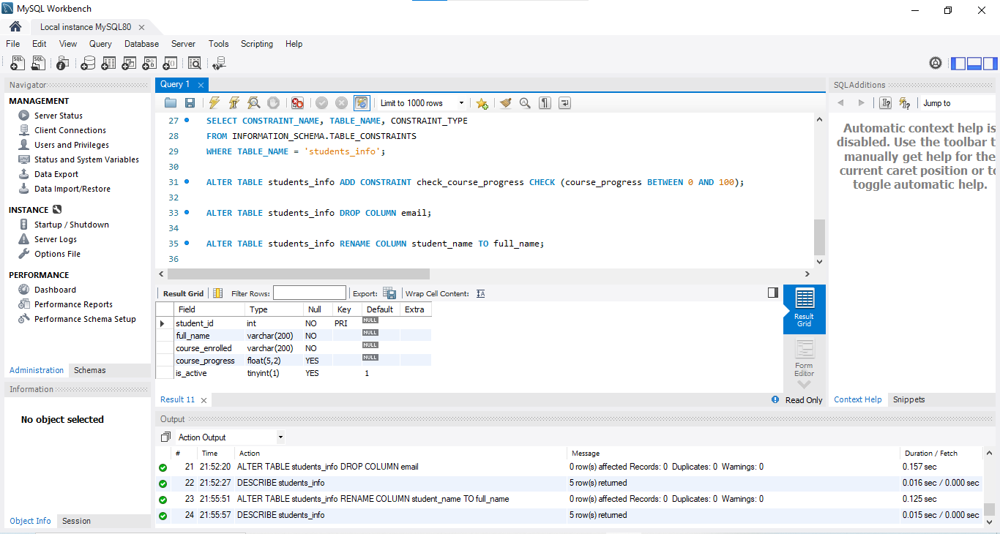 MySQL Workbench
Local instance MySQL80
File Edit View Query Database Server Tools Scripting Help
Navigator
MANAGEMENT
Server Status
Client Connections
Users and Privileges
Status and System Variables
Data Export
Data Import/Restore
INSTANCE
Startup / Shutdown
Server Logs
Options File
PERFORMANCE
Dashboard
Performance Reports
Performance Schema Setup
Administration Schemas
Information
No object selected
Object Info Session
Query 1
Limit to 1000 rows
27 SELECT CONSTRAINT_NAME, TABLE_NAME, CONSTRAINT_TYPE
28 FROM INFORMATION_SCHEMA.TABLE_CONSTRAINTS
29 WHERE TABLE_NAME = 'students_info';
30
31 ALTER TABLE students_info ADD CONSTRAINT check_course_progress CHECK (course_progress BETWEEN 0 AND 100);
32
33 ALTER TABLE students_info DROP COLUMN email;
34
35 ALTER TABLE students_info RENAME COLUMN student_name TO full_name;
36
Result Grid Filter Rows: Export: Wrap Cell Content:
Field Type Null Key Default Extra
student_id int NO PRI NULL
full_name varchar(200) NO NULL
course_enrolled varchar(200) NO NULL
course_progress float(5,2) YES NULL
is_active tinyint(1) YES 1
Result Grid
Form Editor
Result 11
Read Only
SQLAdditions
Jump to
Automatic context help is
disabled. Use the toolbar t
manually get help for the
current caret position or to
toggle automatic help.
Context Help Snippets
Output
Action Output
# Time Action Message Duration / Fetch
21 21:52:20 ALTER TABLE students_info DROP COLUMN email 0 row(s) affected Records: 0 Duplicates: 0 Warnings: 0 0.157 sec
22 21:52:27 DESCRIBE students_info 5 row(s) returned 0.016 sec / 0.000 sec
23 21:55:51 ALTER TABLE students_info RENAME COLUMN student_name TO full_name 0 row(s) affected Records: 0 Duplicates: 0 Warnings: 0 0.125 sec
24 21:55:57 DESCRIBE students_info 5 row(s) returned 0.015 sec / 0.000 sec